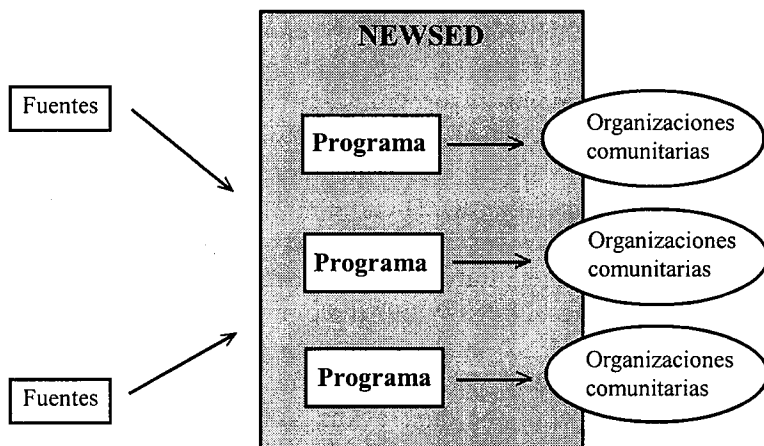 NEWSED
Fuentes
Programa
Organizaciones
comunitarias
Programa
Organizaciones
comunitarias
Fuentes
Programa
Organizaciones
comunitarias